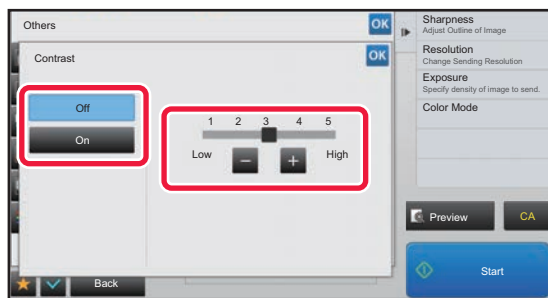 Others
OK
Contrast
OK
Off
On
1 2 3 4 5
Low
−
+
High
Back
Sharpness
Adjust Outline of Image
Resolution
Change Sending Resolution
Exposure
Specify density of image to send.
Color Mode
Preview
CA
Start